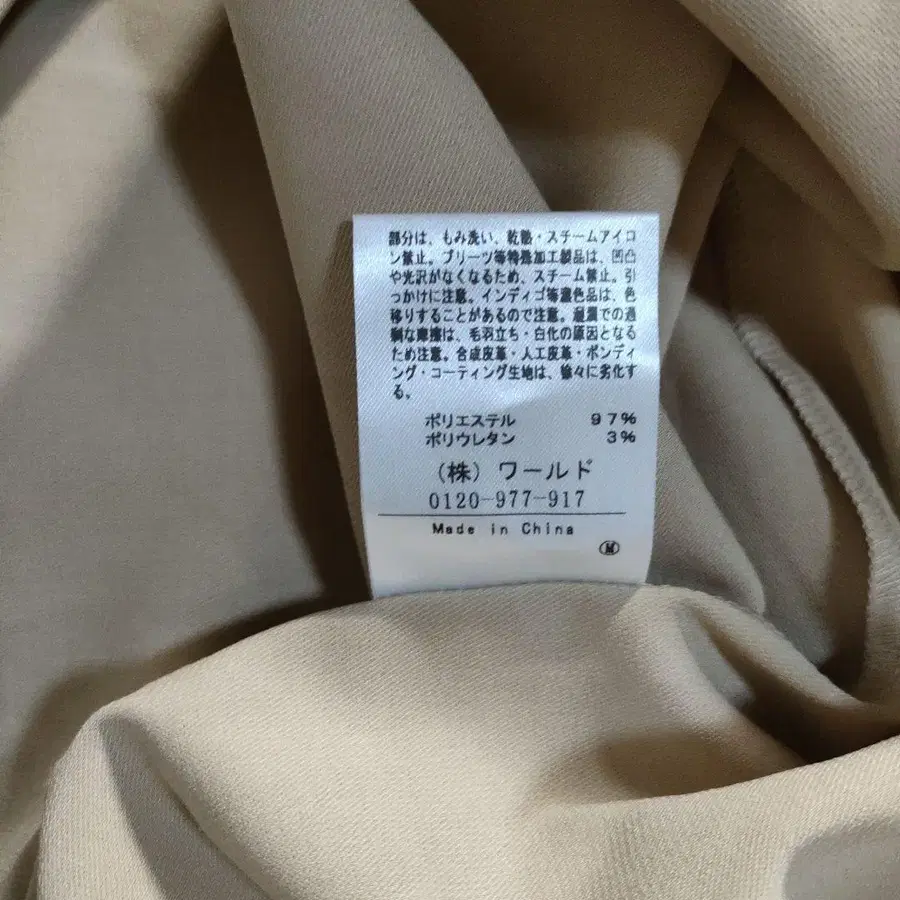 部分は、もみ洗い、乾熱・スチームアイロ
ン禁止。プリーツ等特殊加工製品は、凹凸
や光沢がなくなるため、スチーム禁止。引
っかけに注意。インディゴ等濃色品は、色
移りすることがあるので注意。湿潤での過
剰な摩擦は、毛羽立ち・白化の原因となる
ため注意。合成皮革・人工皮革・ボンディ
ング・コーティング生地は、徐々に劣化す
る。
ポリエステル 97%
ポリウレタン 3%
(株) ワールド
0120-977-917
Made in China
Ⓜ